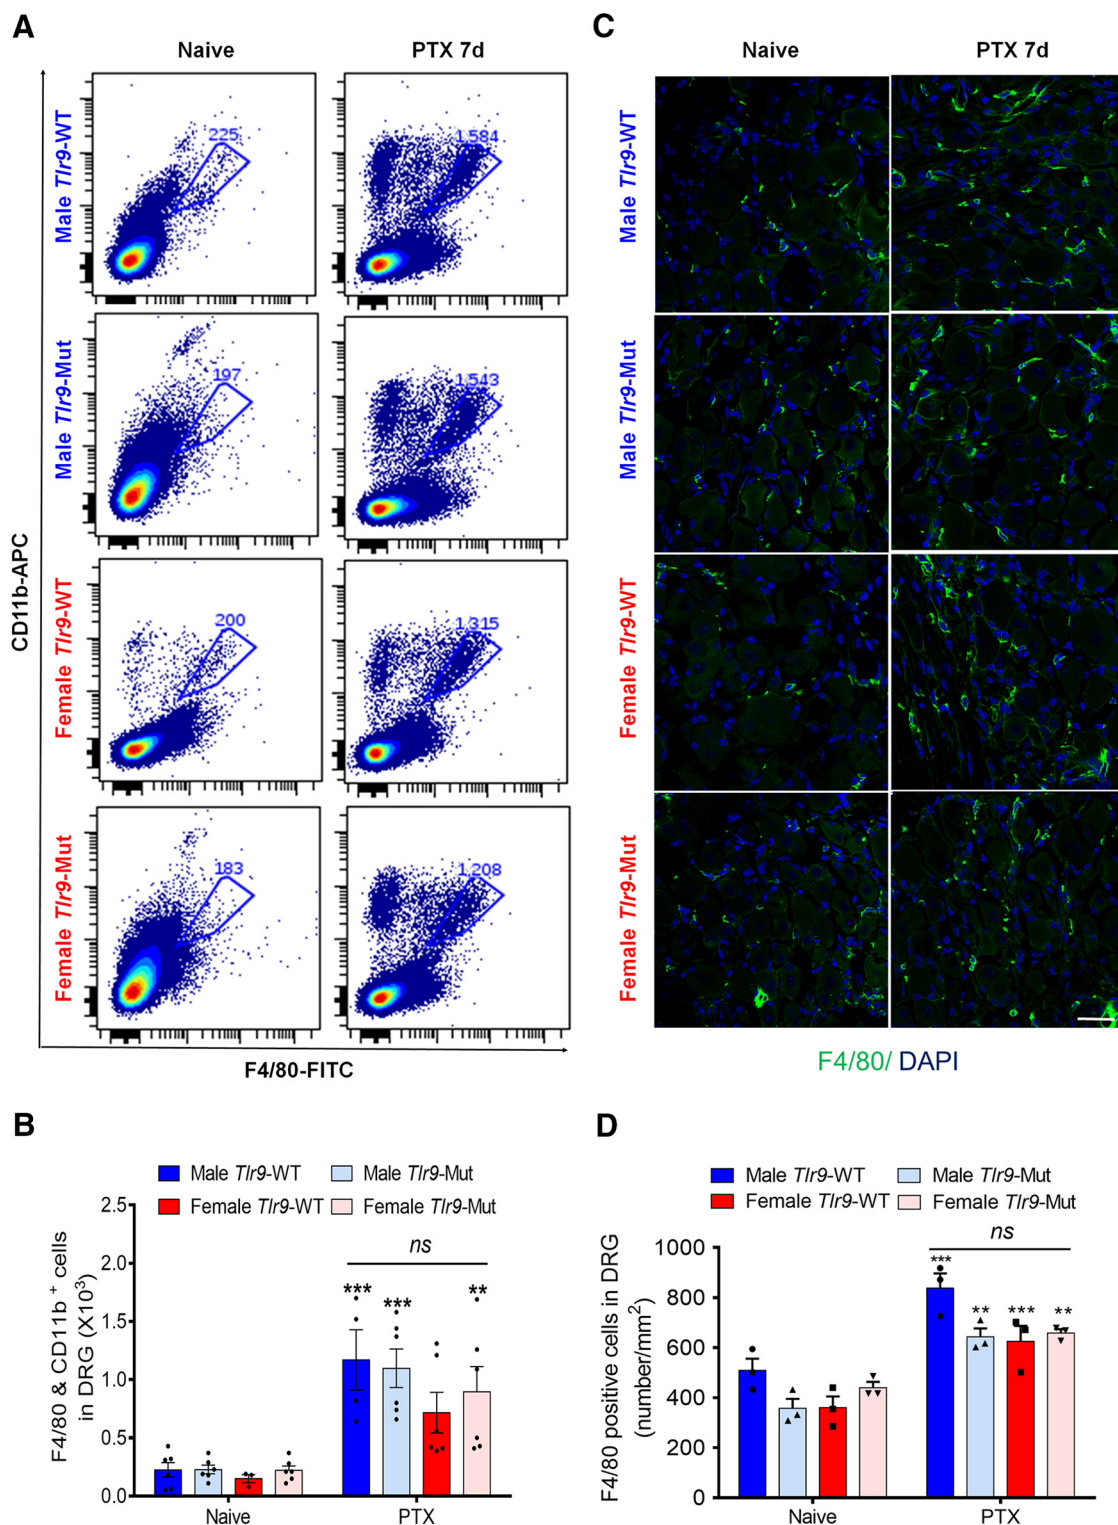 A
Naive
PTX 7d
CD11b-APC
Male Tlr9-WT
225
1,584
Male Tlr9-Mut
197
1,543
Female Tlr9-WT
200
1,315
Female Tlr9-Mut
183
1,208
F4/80-FITC
C
Naive
PTX 7d
Male Tlr9-WT
Male Tlr9-Mut
Female Tlr9-WT
Female Tlr9-Mut
F4/80/ DAPI
B
Male Tlr9-WT
Male Tlr9-Mut
Female Tlr9-WT
Female Tlr9-Mut
F4/80 & CD11b + cells
in DRG (X10³)
2.5
2.0
1.5
1.0
0.5
0.0
ns
***
***
**
Naive
PTX
D
Male Tlr9-WT
Male Tlr9-Mut
Female Tlr9-WT
Female Tlr9-Mut
F4/80 positive cells in DRG
(number/mm²)
1000
800
600
400
200
0
ns
***
**
***
**
Naive
PTX